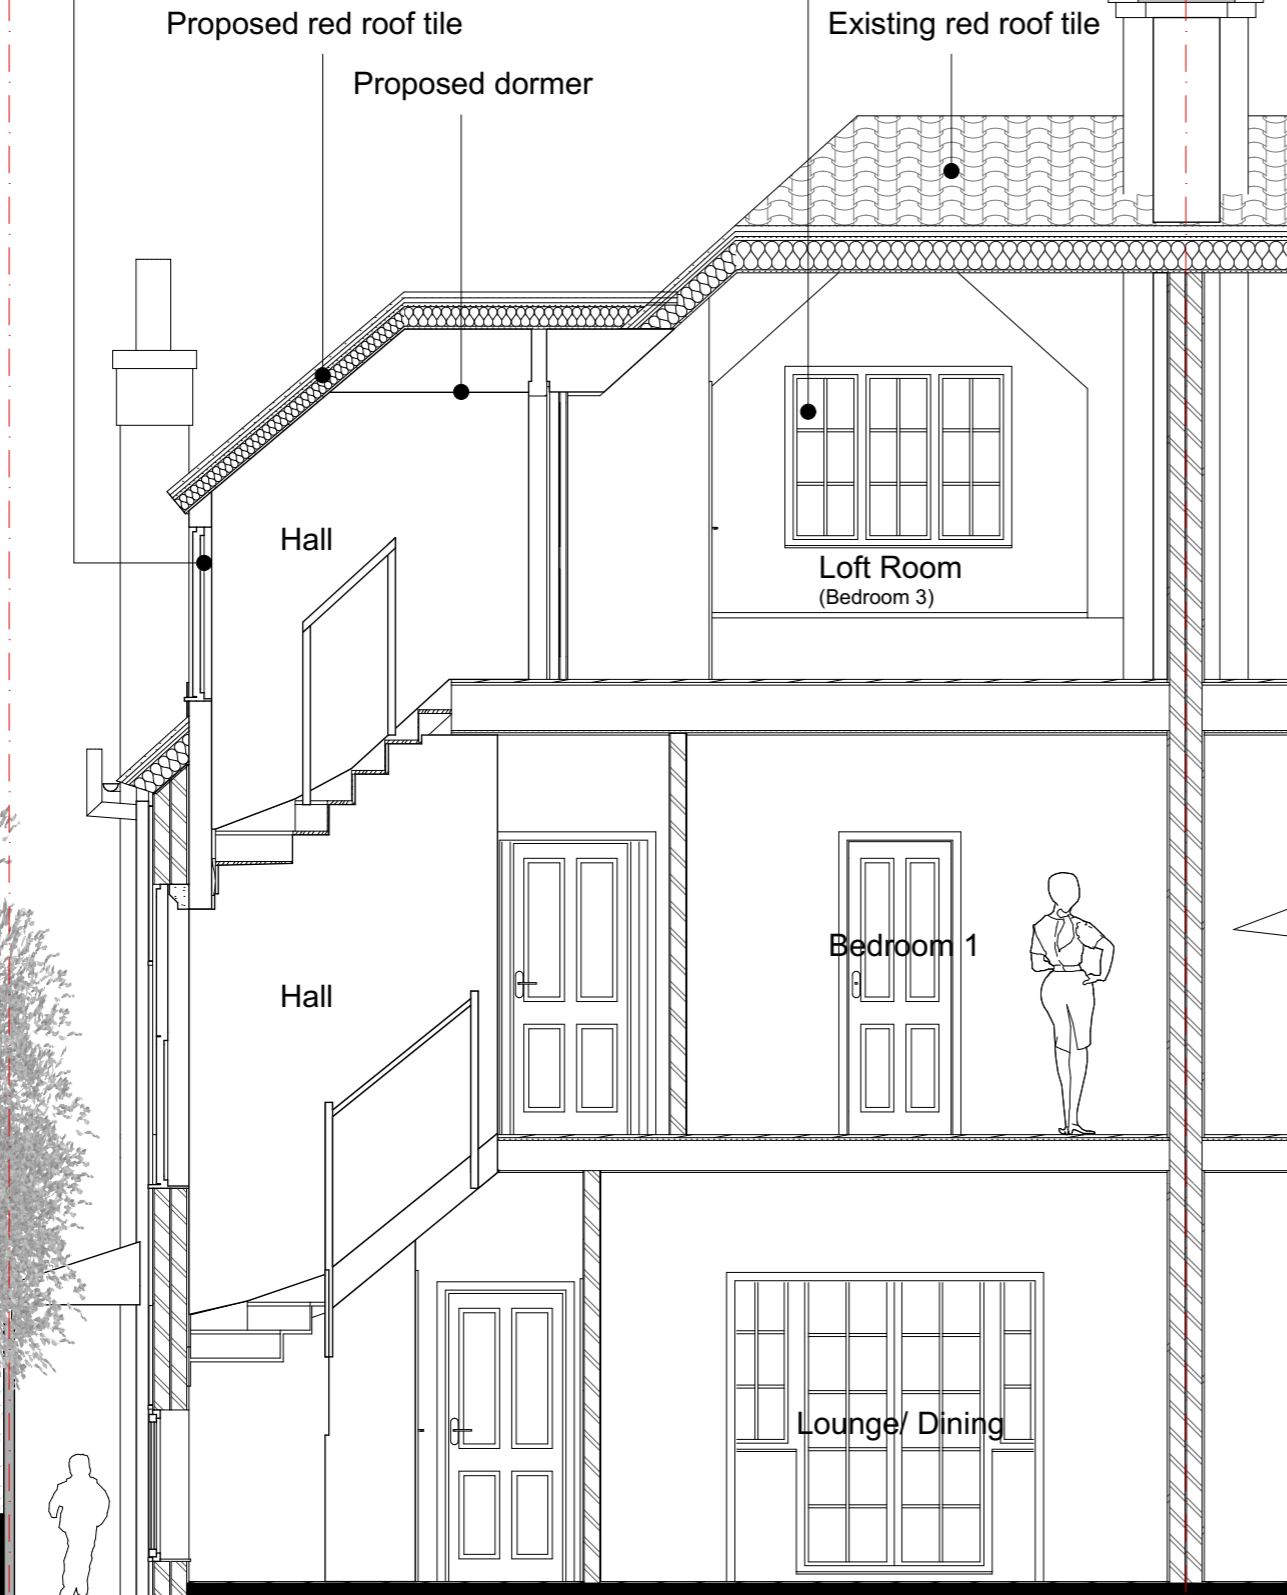 Proposed red roof tile
Existing red roof tile
Proposed dormer
Hall
Loft Room
(Bedroom 3)
Bedroom 1
Hall
Lounge/ Dining